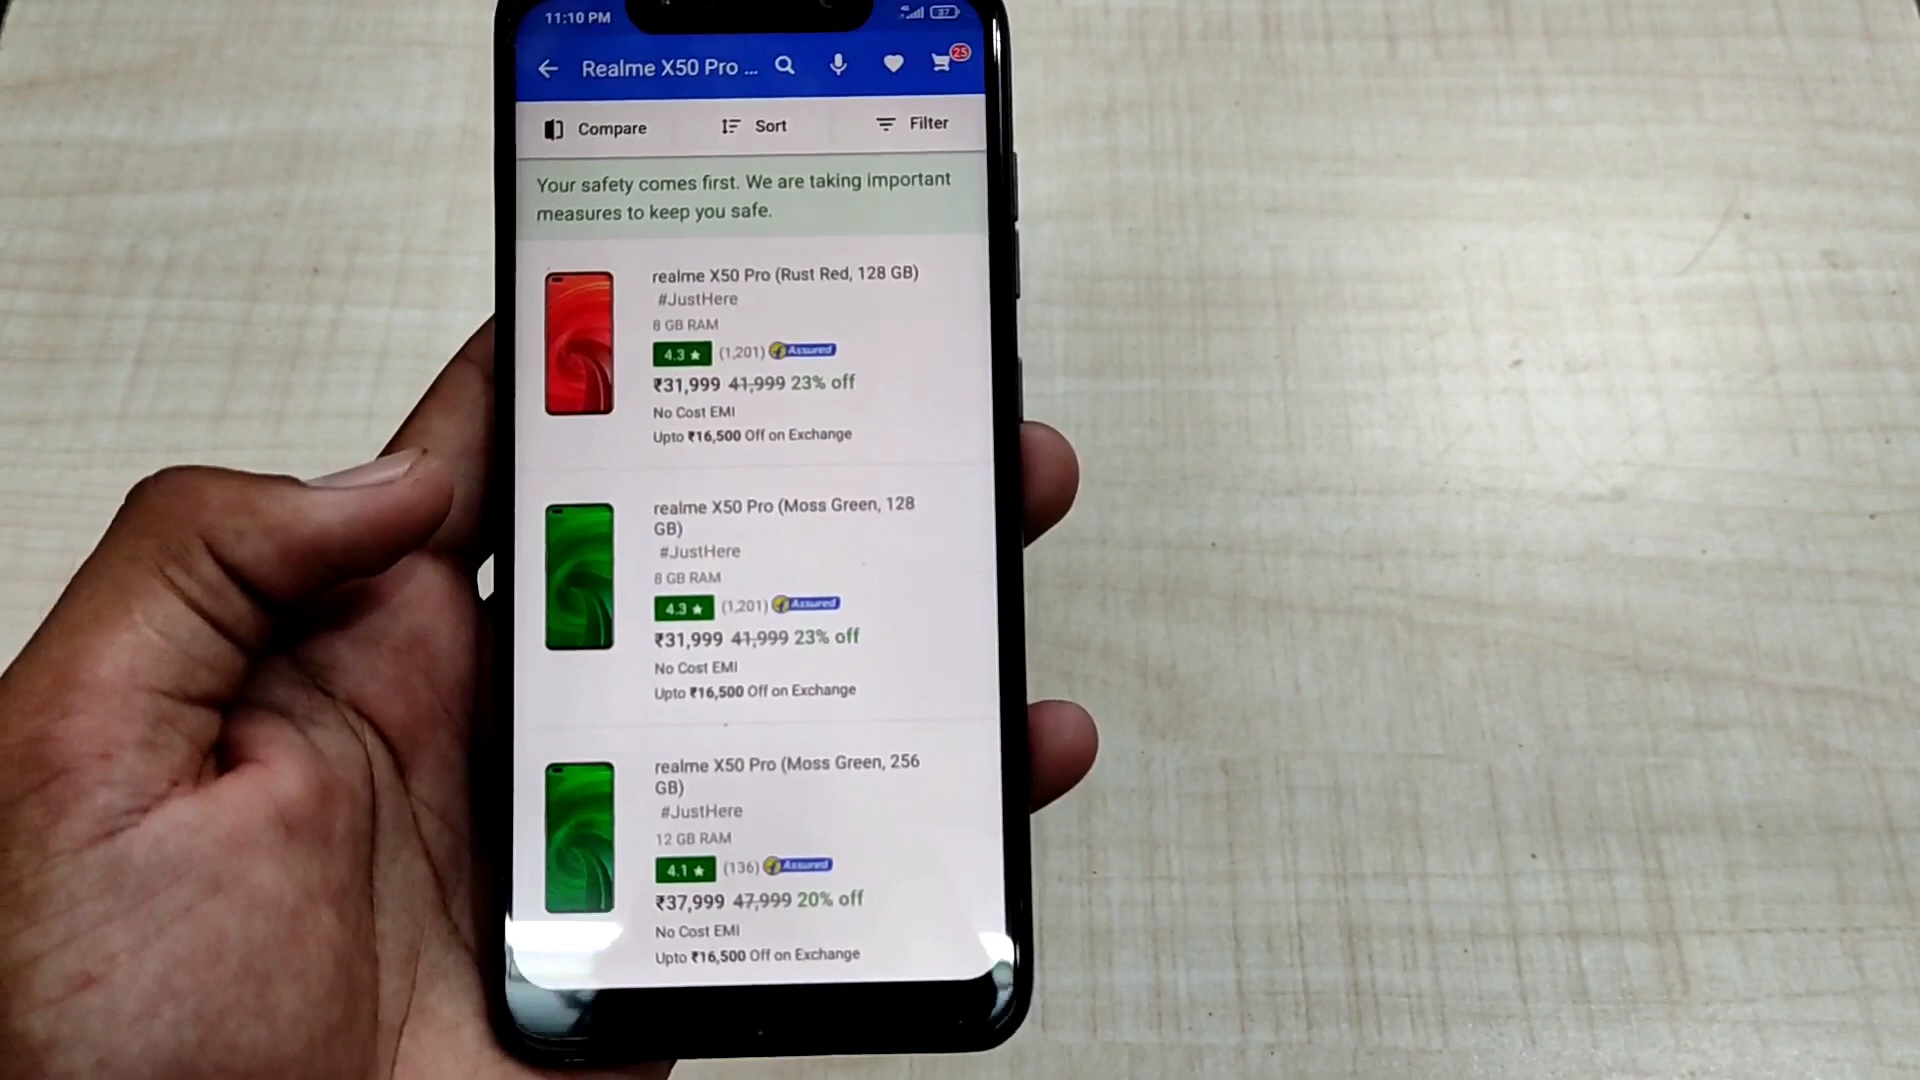 11:10 PM
4G 37
Realme X50 Pro ...
25
Compare
Sort
Filter
Your safety comes first. We are taking important
measures to keep you safe.
realme X50 Pro (Rust Red, 128 GB)
#JustHere
8 GB RAM
4.3 ★ (1,201) Assured
₹31,999 41,999 23% off
No Cost EMI
Upto ₹16,500 Off on Exchange
realme X50 Pro (Moss Green, 128
GB)
#JustHere
8 GB RAM
4.3 ★ (1,201) Assured
₹31,999 41,999 23% off
No Cost EMI
Upto ₹16,500 Off on Exchange
realme X50 Pro (Moss Green, 256
GB)
#JustHere
12 GB RAM
4.1 ★ (136) Assured
₹37,999 47,999 20% off
No Cost EMI
Upto ₹16,500 Off on Exchange